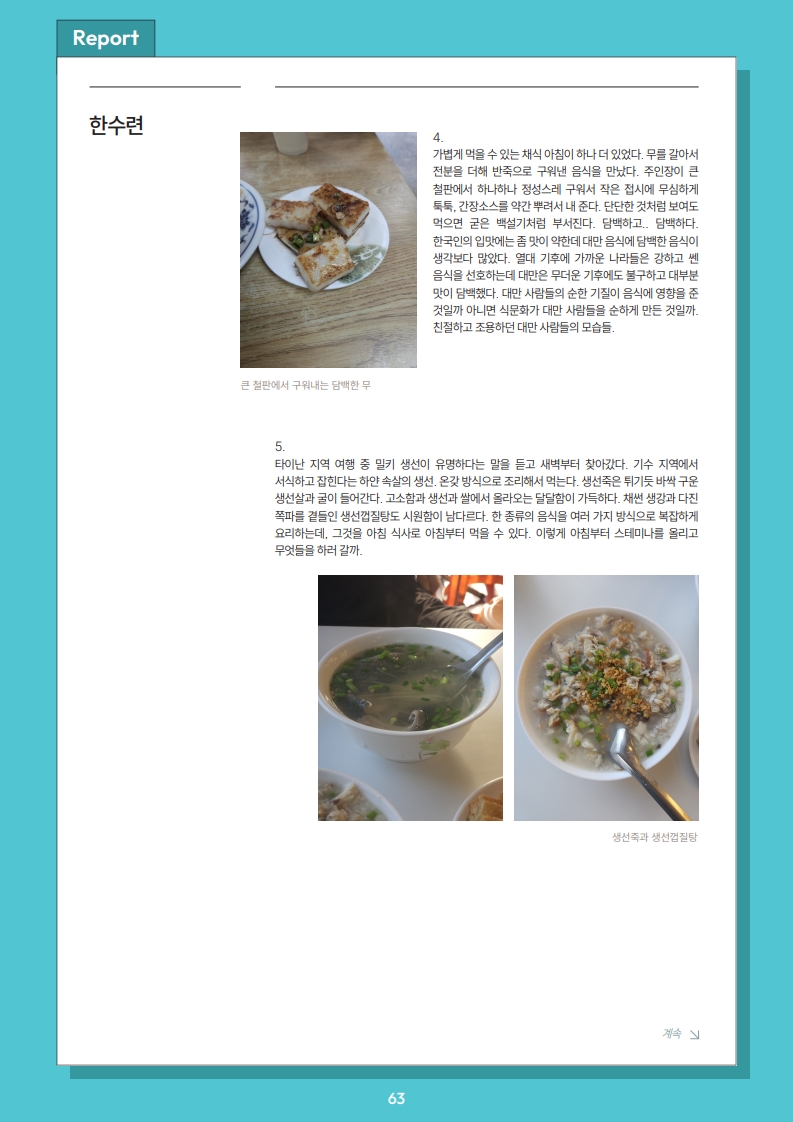 Report
한수련
4.
가볍게 먹을 수 있는 채식 아침이 하나 더 있었다. 무를 갈아서
전분을 더해 반죽으로 구워낸 음식을 만났다. 주인장이 큰
철판에서 하나하나 정성스레 구워서 작은 접시에 무심하게
툭툭, 간장소스를 약간 뿌려서 내 준다. 단단한 것처럼 보여도
먹으면 굳은 백설기처럼 부서진다. 담백하고.. 담백하다.
한국인의 입맛에는 좀 맛이 약한데 대만 음식에 담백한 음식이
생각보다 많았다. 열대 기후에 가까운 나라들은 강하고 쎈
음식을 선호하는데 대만은 무더운 기후에도 불구하고 대부분
맛이 담백했다. 대만 사람들의 순한 기질이 음식에 영향을 준
것일까 아니면 식문화가 대만 사람들을 순하게 만든 것일까.
친절하고 조용하던 대만 사람들의 모습들.
큰 철판에서 구워내는 담백한 무
5.
타이난 지역 여행 중 밀키 생선이 유명하다는 말을 듣고 새벽부터 찾아갔다. 기수 지역에서
서식하고 잡힌다는 하얀 속살의 생선. 온갖 방식으로 조리해서 먹는다. 생선죽은 튀기듯 바싹 구운
생선살과 굴이 들어간다. 고소함과 생선과 쌀에서 올라오는 달달함이 가득하다. 채썬 생강과 다진
쪽파를 곁들인 생선껍질탕도 시원함이 남다르다. 한 종류의 음식을 여러 가지 방식으로 복잡하게
요리하는데, 그것을 아침 식사로 아침부터 먹을 수 있다. 이렇게 아침부터 스테미나를 올리고
무엇들을 하러 갈까.
생선죽과 생선껍질탕
계속
63